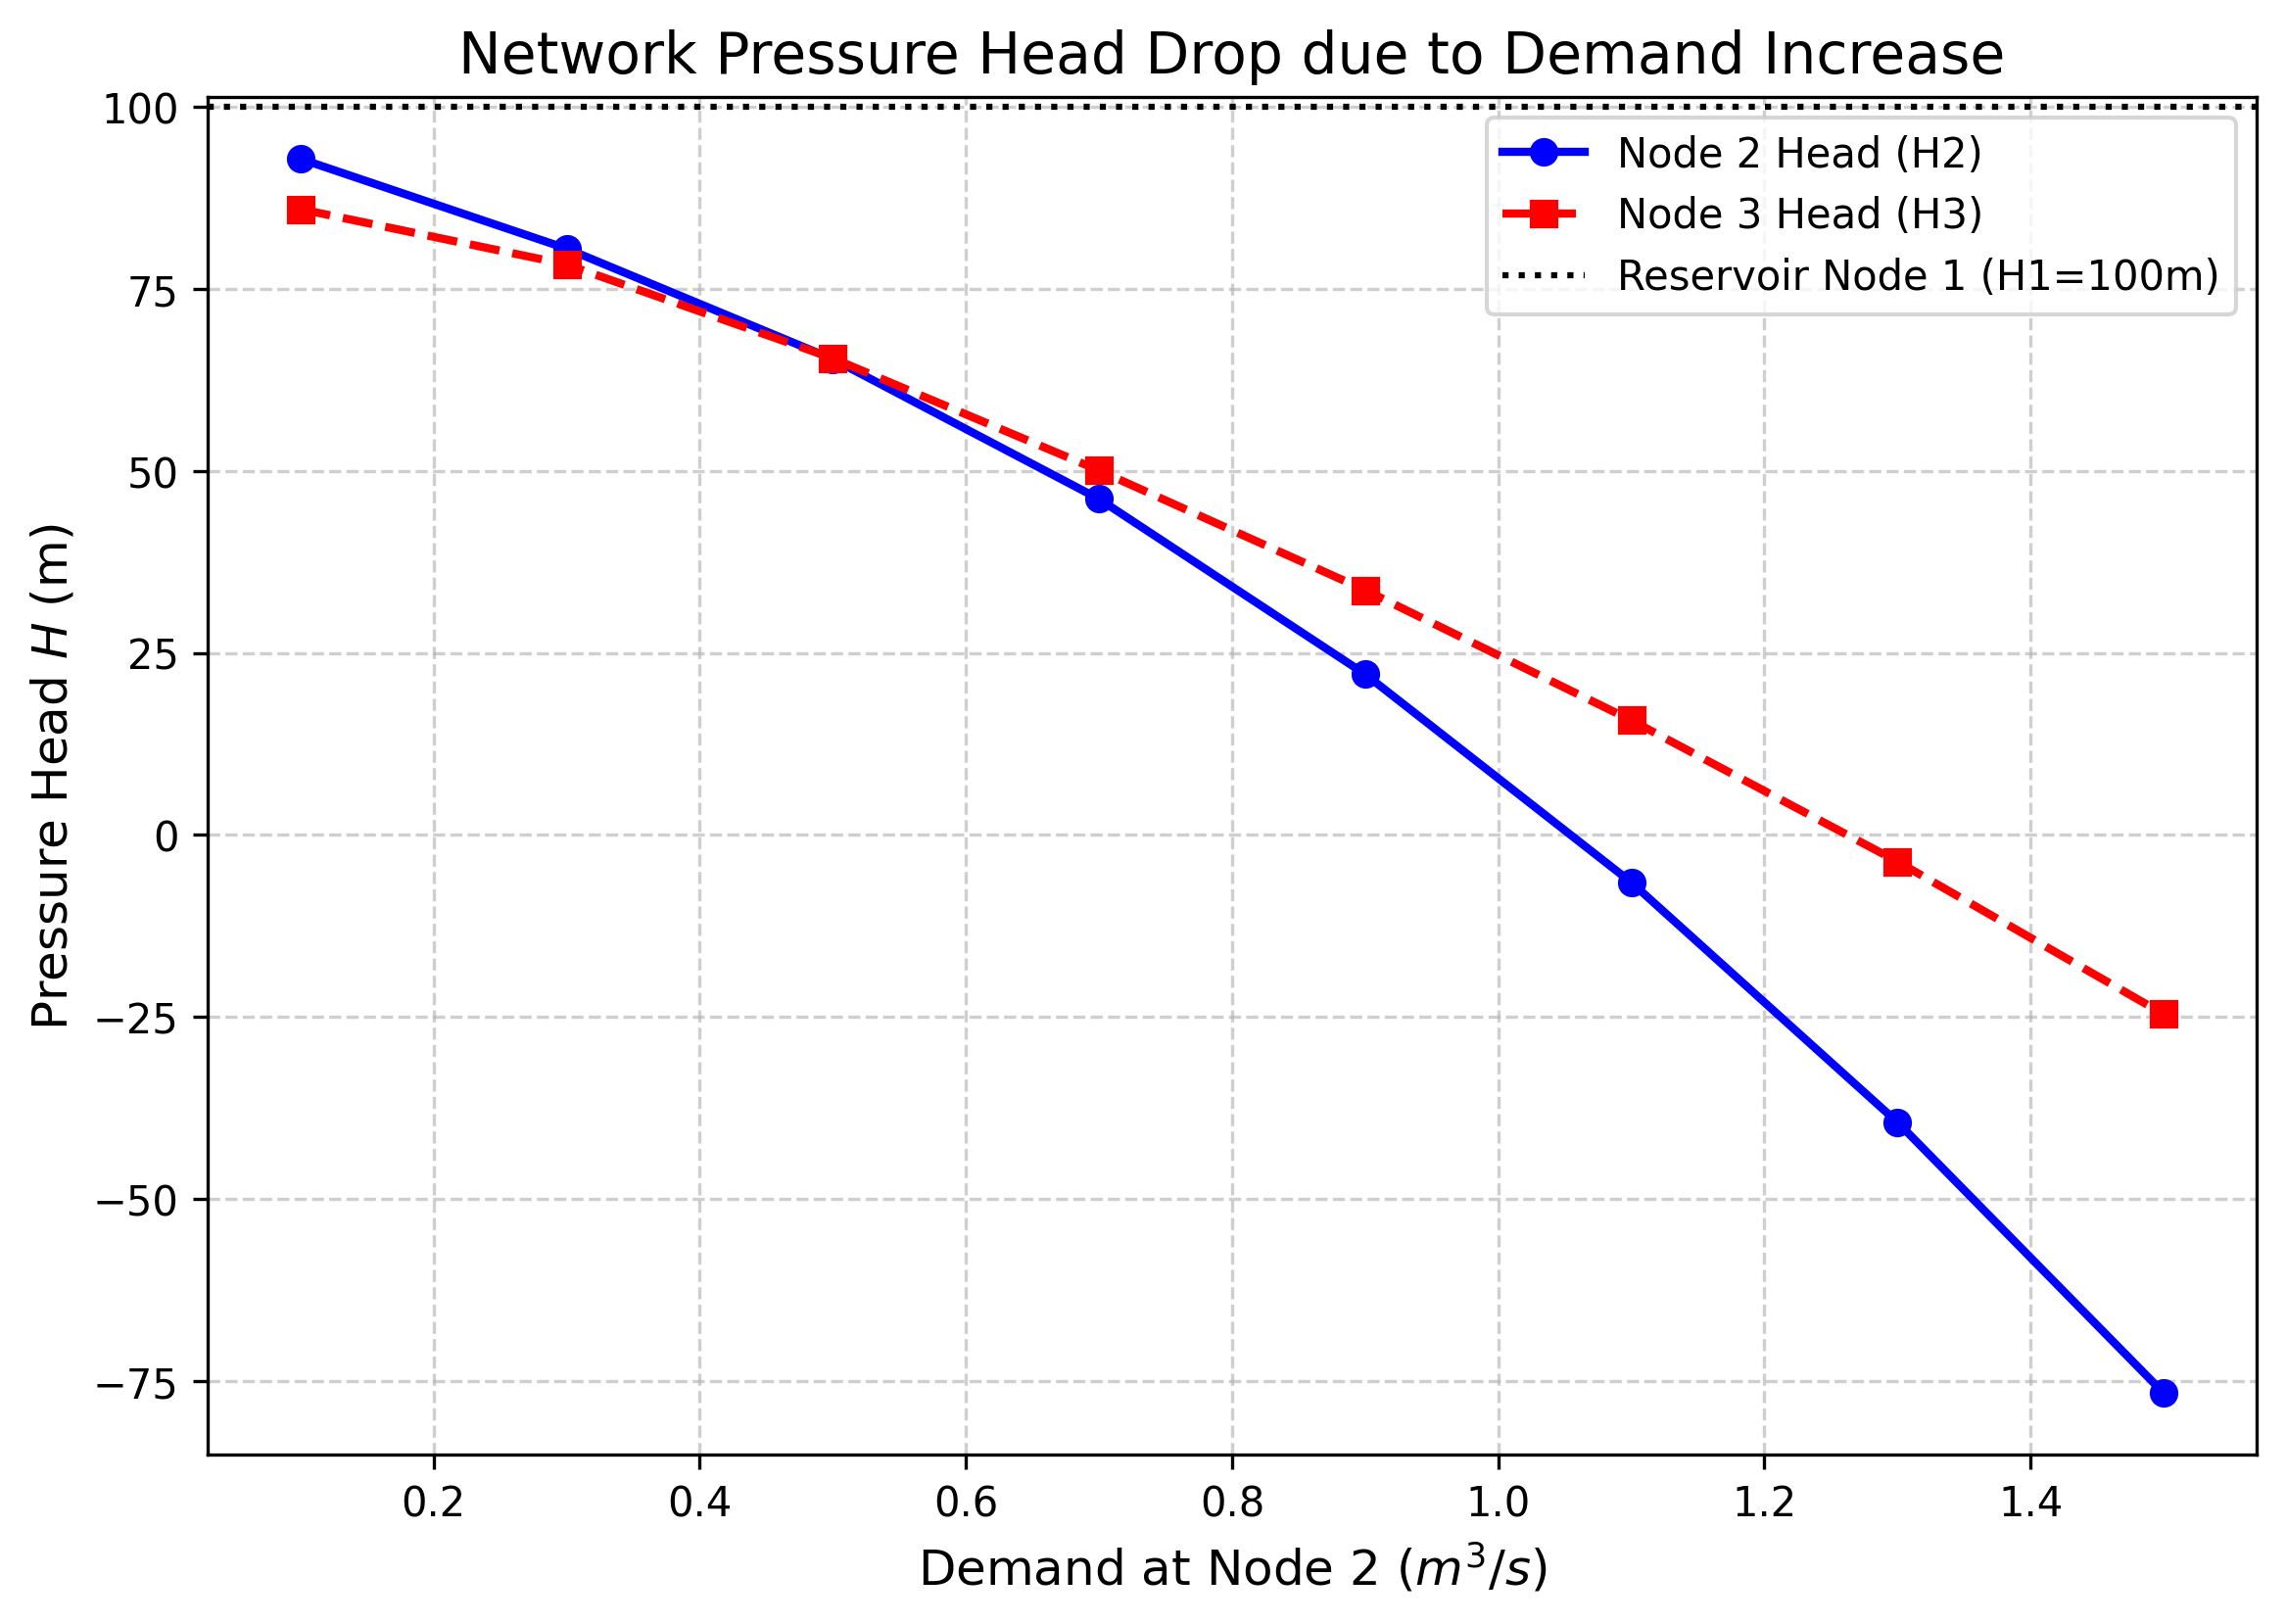 Network Pressure Head Drop due to Demand Increase
100
75
50
25
0
−25
−50
−75
Pressure Head H (m)
Node 2 Head (H2)
Node 3 Head (H3)
Reservoir Node 1 (H1=100m)
0.2 0.4 0.6 0.8 1.0 1.2 1.4
Demand at Node 2 (m³/s)